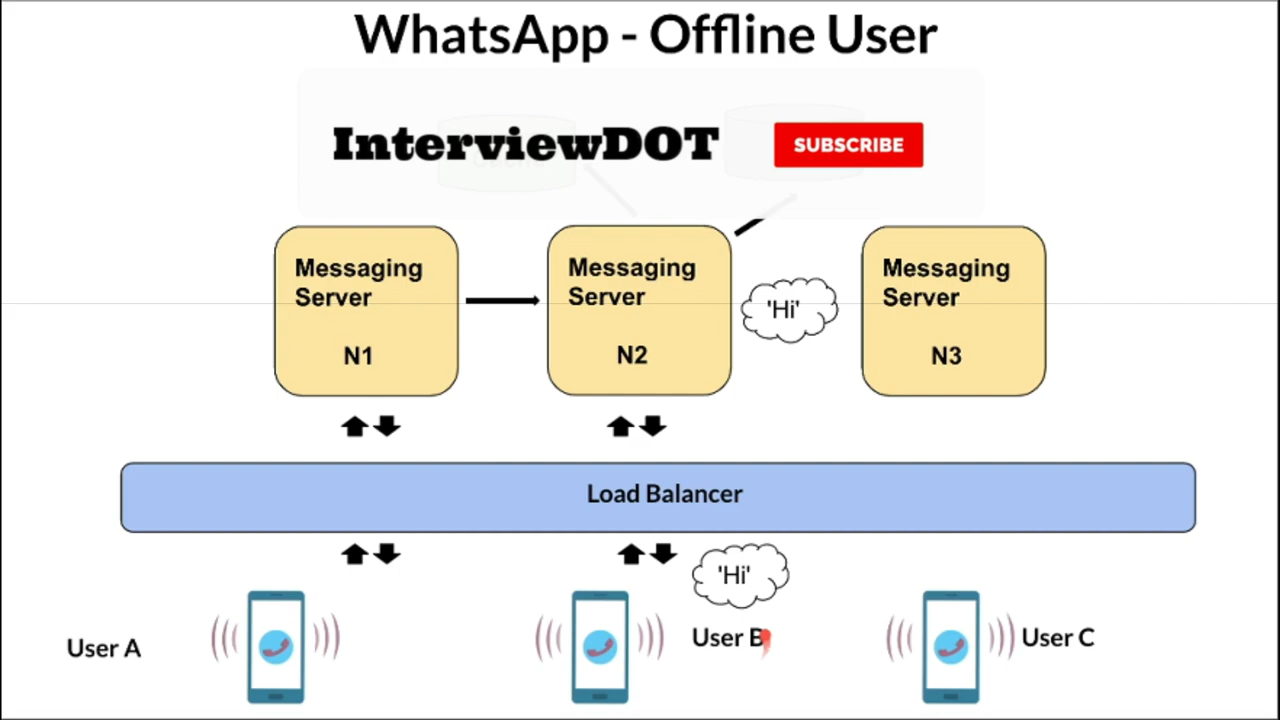 WhatsApp - Offline User
InterviewDOT
SUBSCRIBE
Messaging
Server
N1
Messaging
Server
N2
'Hi'
Messaging
Server
N3
Load Balancer
'Hi'
User A
User B
User C